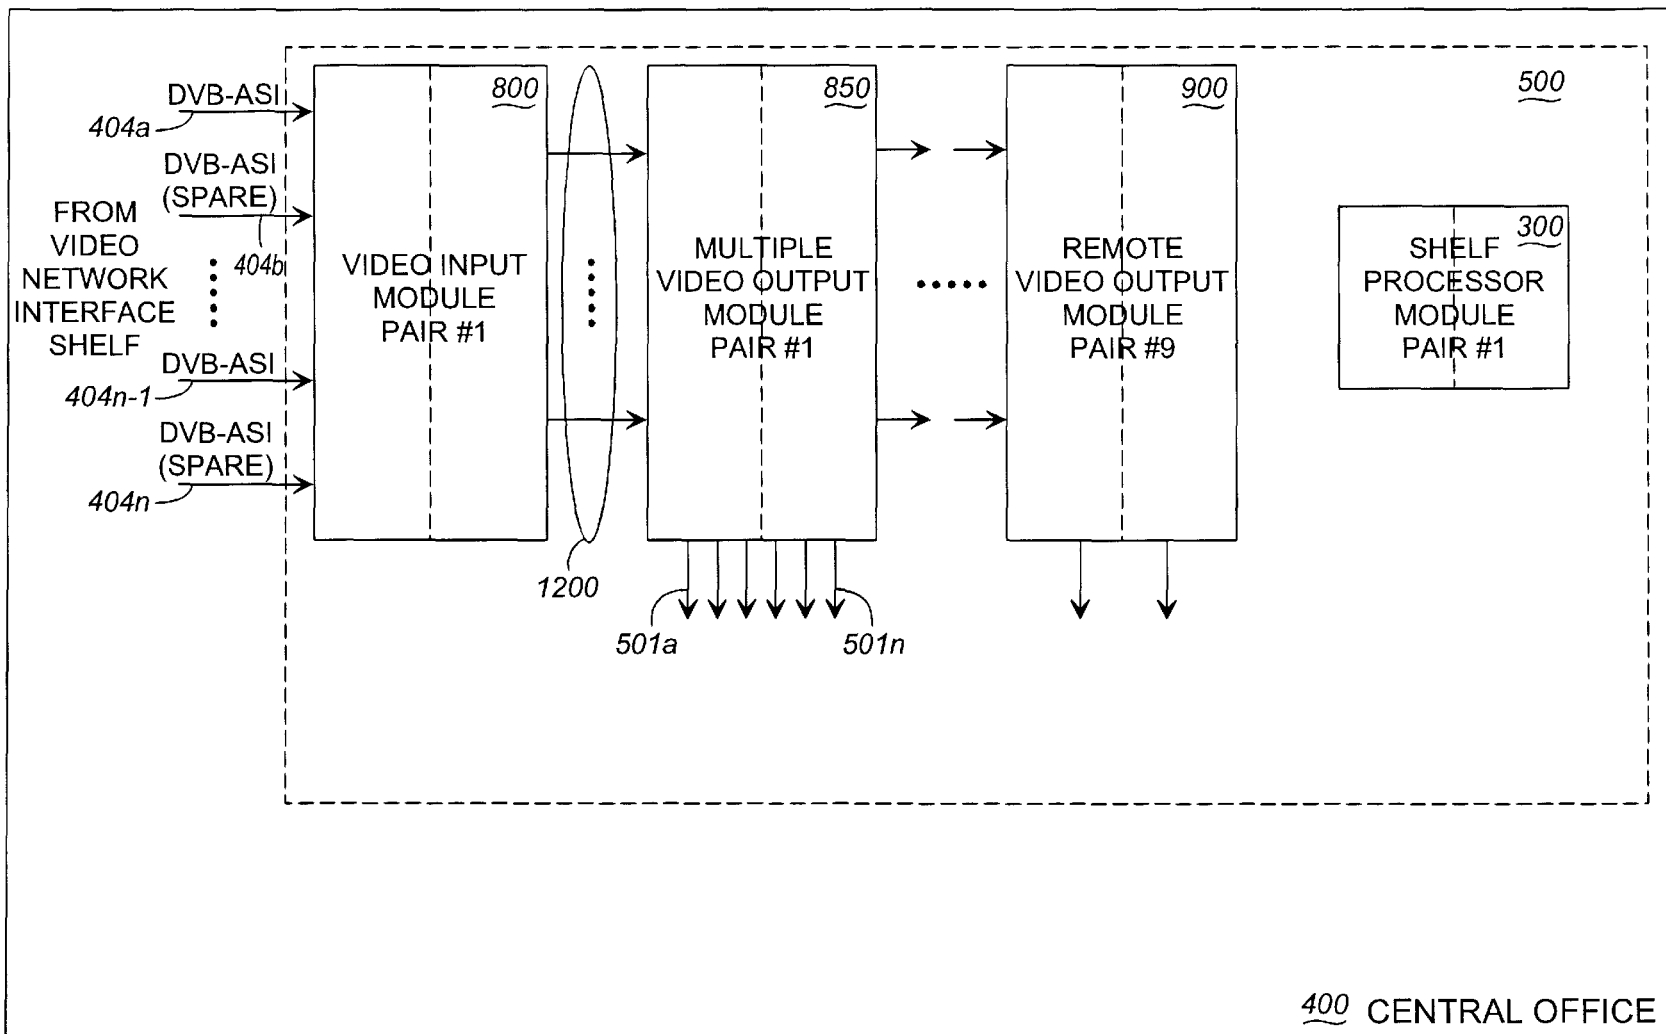 DVB-ASI
404a
DVB-ASI
(SPARE)
404b
FROM
VIDEO
NETWORK
INTERFACE
SHELF
DVB-ASI
404n-1
DVB-ASI
(SPARE)
404n
800
VIDEO INPUT
MODULE
PAIR #1
1200
850
MULTIPLE
VIDEO OUTPUT
MODULE
PAIR #1
501a
501n
900
REMOTE
VIDEO OUTPUT
MODULE
PAIR #9
500
300
SHELF
PROCESSOR
MODULE
PAIR #1
400 CENTRAL OFFICE